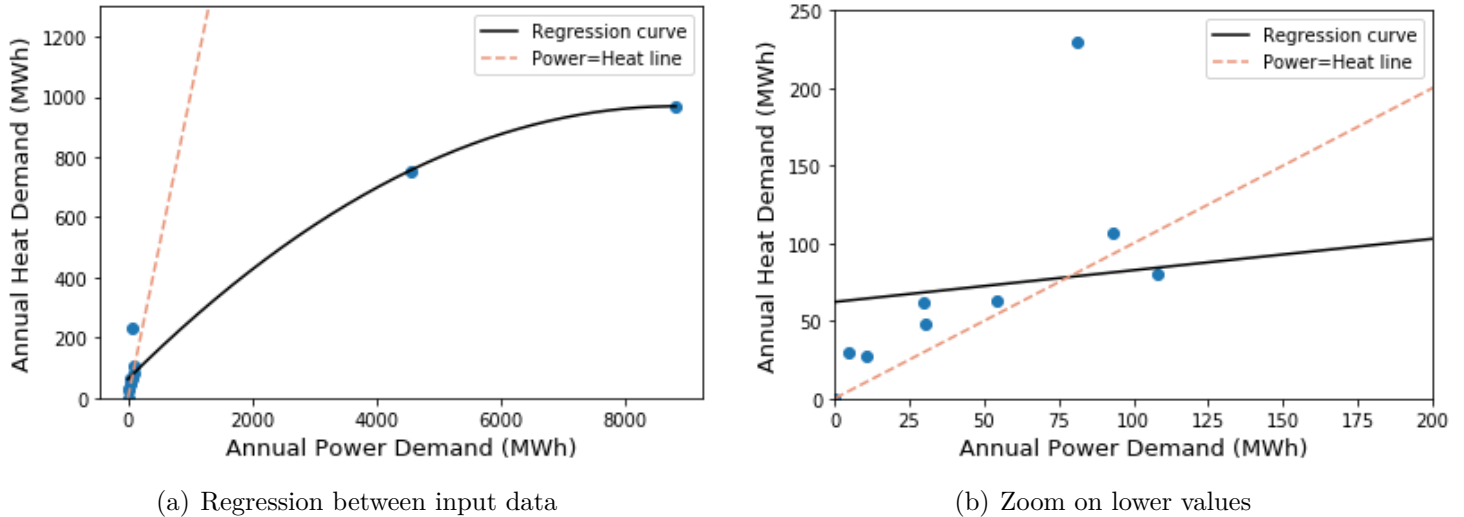 Annual Heat Demand (MWh)
1200
1000
800
600
400
200
0
Regression curve
Power=Heat line
0 2000 4000 6000 8000
Annual Power Demand (MWh)
(a) Regression between input data
Annual Heat Demand (MWh)
250
200
150
100
50
0
Regression curve
Power=Heat line
0 25 50 75 100 125 150 175 200
Annual Power Demand (MWh)
(b) Zoom on lower values